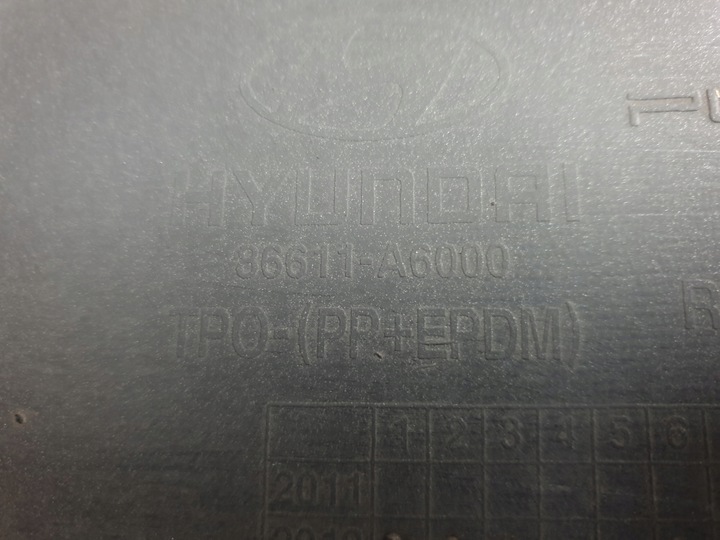 HYUNDAI
86611-A6000
TPO-(PP+EPDM)
1 2 3 4 5 6
2011